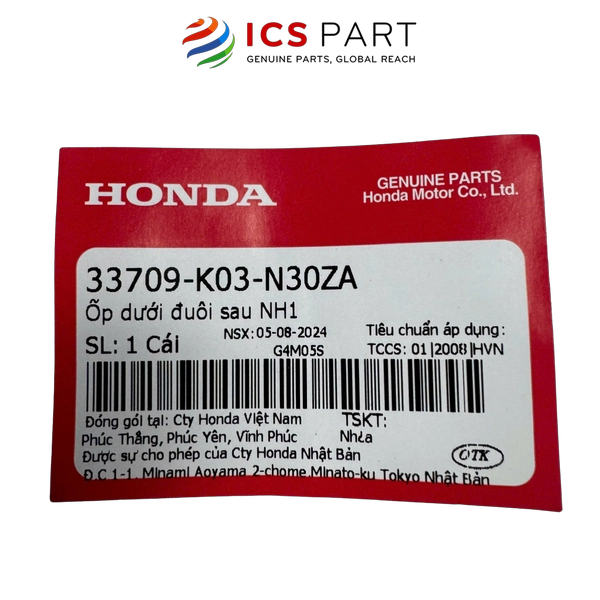 ICS PART
GENUINE PARTS, GLOBAL REACH
HONDA
GENUINE PARTS
Honda Motor Co., Ltd.
33709-K03-N30ZA
Ốp dưới đuôi sau NH1
NSX: 05-08-2024
Tiêu chuẩn áp dụng:
SL: 1 Cái
G4M05S
TCCS: 01|2008|HVN
Đóng gói tại: Cty Honda Việt Nam
TSKT:
Phúc Thắng, Phúc Yên, Vĩnh Phúc
Nhựa
Được sự cho phép của Cty Honda Nhật Bản
OTK
Đ.C 1-1, Minami Aoyama 2-chome Minato-ku Tokyo Nhật Bản